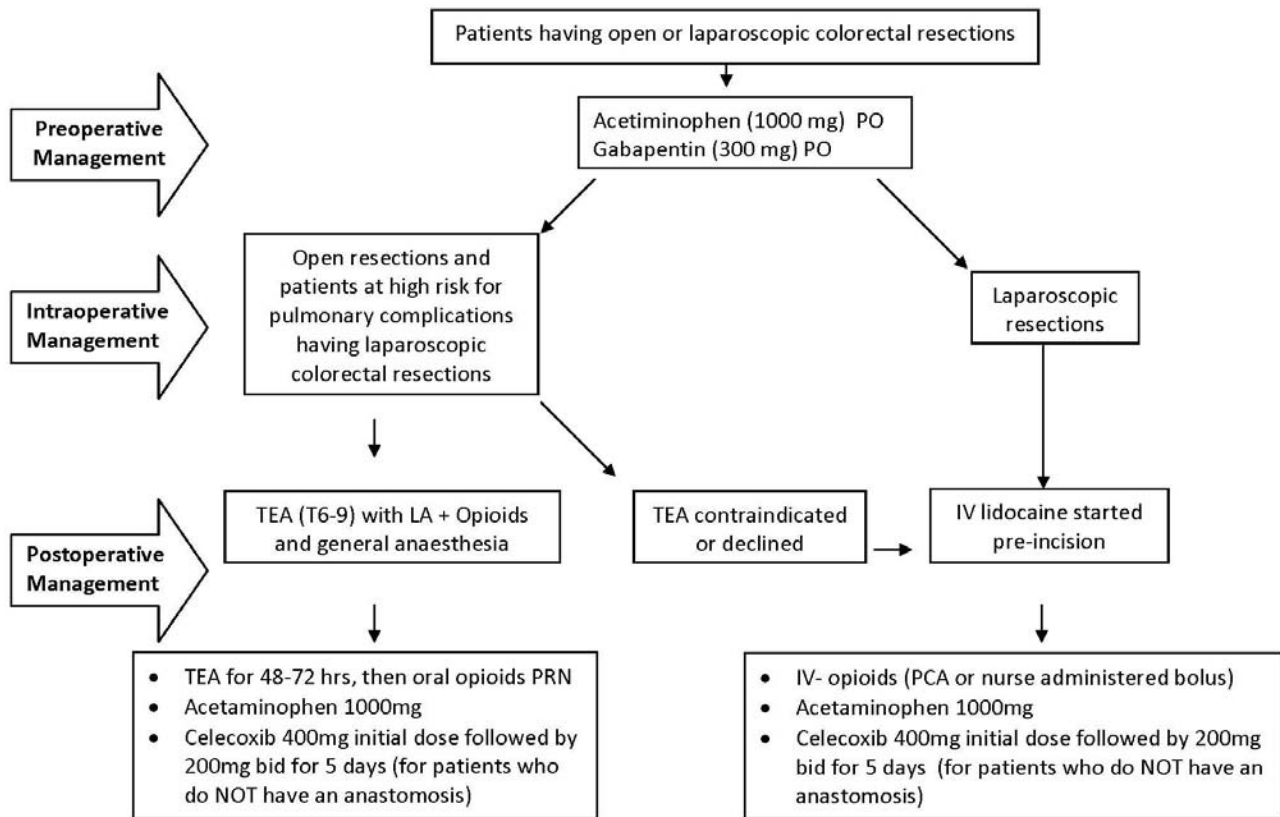 Patients having open or laparoscopic colorectal resections
Preoperative
Management
Acetiminophen (1000 mg) PO
Gabapentin (300 mg) PO
Intraoperative
Management
Open resections and
patients at high risk for
pulmonary complications
having laparoscopic
colorectal resections
Laparoscopic
resections
Postoperative
Management
TEA (T6-9) with LA + Opioids
and general anaesthesia
TEA contraindicated
or declined
IV lidocaine started
pre-incision
• TEA for 48-72 hrs, then oral opioids PRN
• Acetaminophen 1000mg
• Celecoxib 400mg initial dose followed by
200mg bid for 5 days (for patients who
do NOT have an anastomosis)
• IV- opioids (PCA or nurse administered bolus)
• Acetaminophen 1000mg
• Celecoxib 400mg initial dose followed by 200mg
bid for 5 days (for patients who do NOT have an
anastomosis)